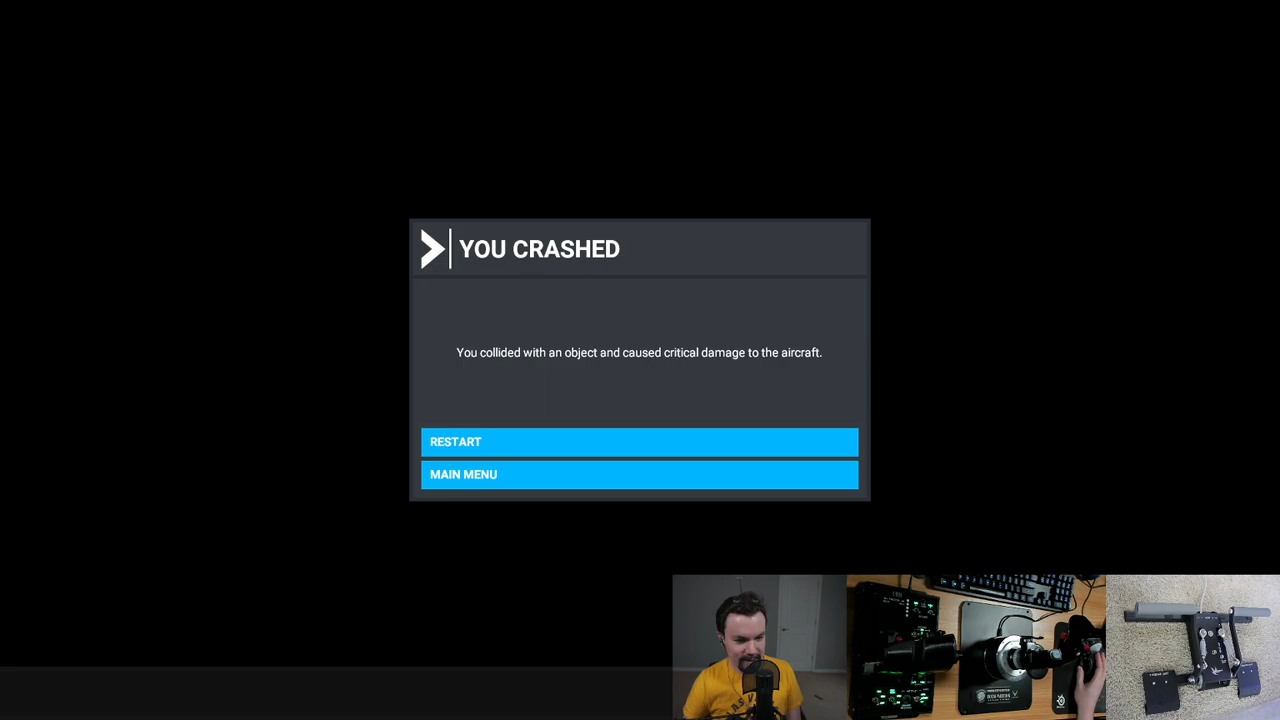 YOU CRASHED
You collided with an object and caused critical damage to the aircraft.
RESTART
MAIN MENU